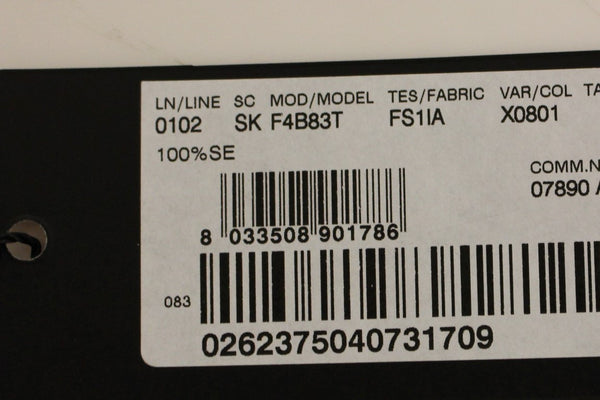 LN/LINE SC MOD/MODEL TES/FABRIC VAR/COL TA
0102 SK F4B83T FS1IA X0801
100%SE
COMM.N
07890 /
8 033508 901786
083
0262375040731709